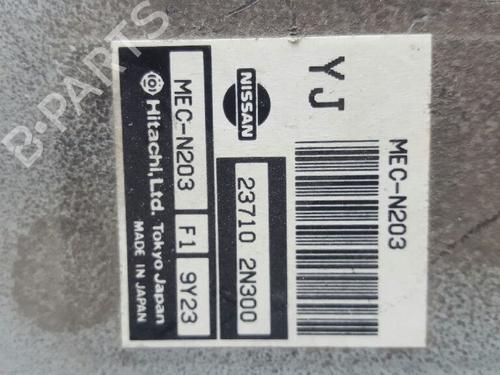 YJ
MEC-N203
NISSAN
23710 2N300
MEC-N203 F1 9Y23
Hitachi, Ltd. Tokyo Japan
MADE IN JAPAN
B-PARTS